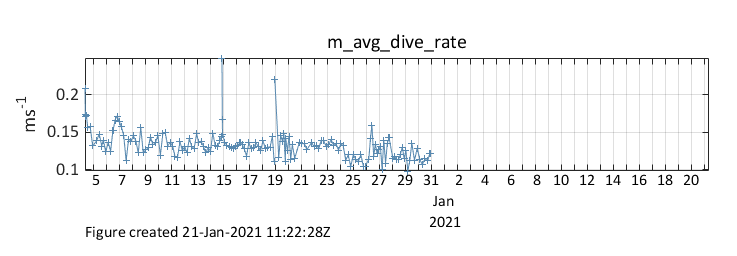 m_avg_dive_rate
ms-1
0.2
0.15
0.1
5 7 9 11 13 15 17 19 21 23 25 27 29 31 2 4 6 8 10 12 14 16 18 20
Jan
2021
Figure created 21-Jan-2021 11:22:28Z